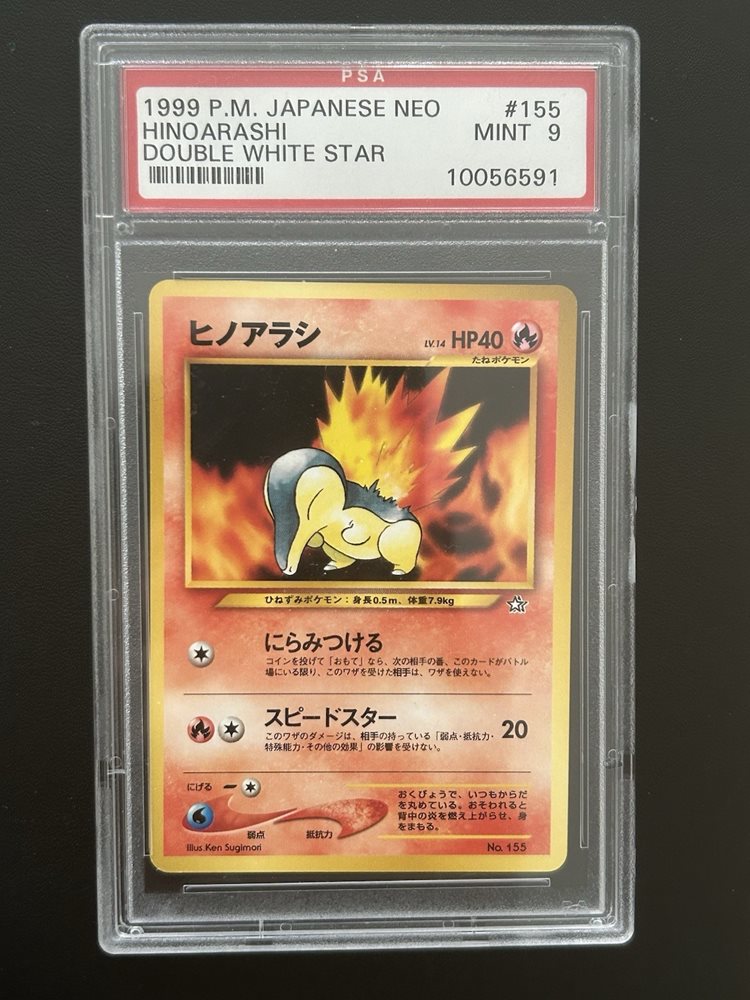 PSA
1999 P.M. JAPANESE NEO #155
HINOARASHI MINT 9
DOUBLE WHITE STAR
10056591
ヒノアラシ LV.14 HP40
たねポケモン
ひねずみポケモン：身長0.5m、体重7.9kg
にらみつける
コインを投げて「おもて」なら、次の相手の番、このカードがバトル
場にいる限り、このワザを受けた相手は、ワザを使えない。
スピードスター 20
このワザのダメージは、相手の持っている「弱点・抵抗力・
特殊能力・その他の効果」の影響を受けない。
にげる
弱点 抵抗力
おくびょうで、いつもからだ
を丸めている。おそわれると
背中の炎を燃え上がらせ、身
をまもる。
Illus. Ken Sugimori No. 155